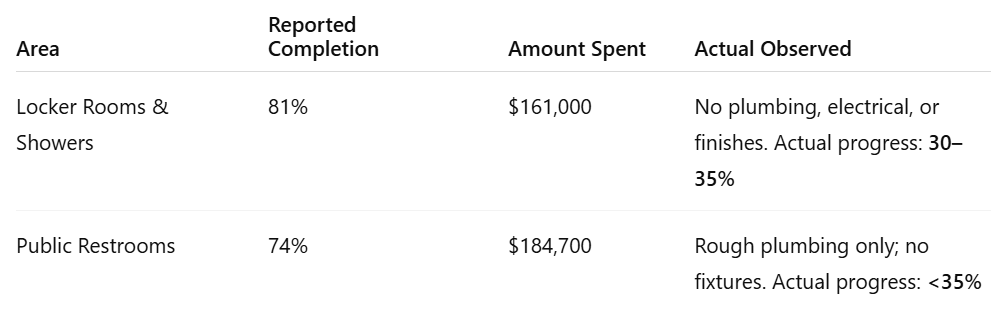 Area Reported Completion Amount Spent Actual Observed
Locker Rooms & Showers 81% $161,000 No plumbing, electrical, or finishes. Actual progress: 30–35%
Public Restrooms 74% $184,700 Rough plumbing only; no fixtures. Actual progress: <35%